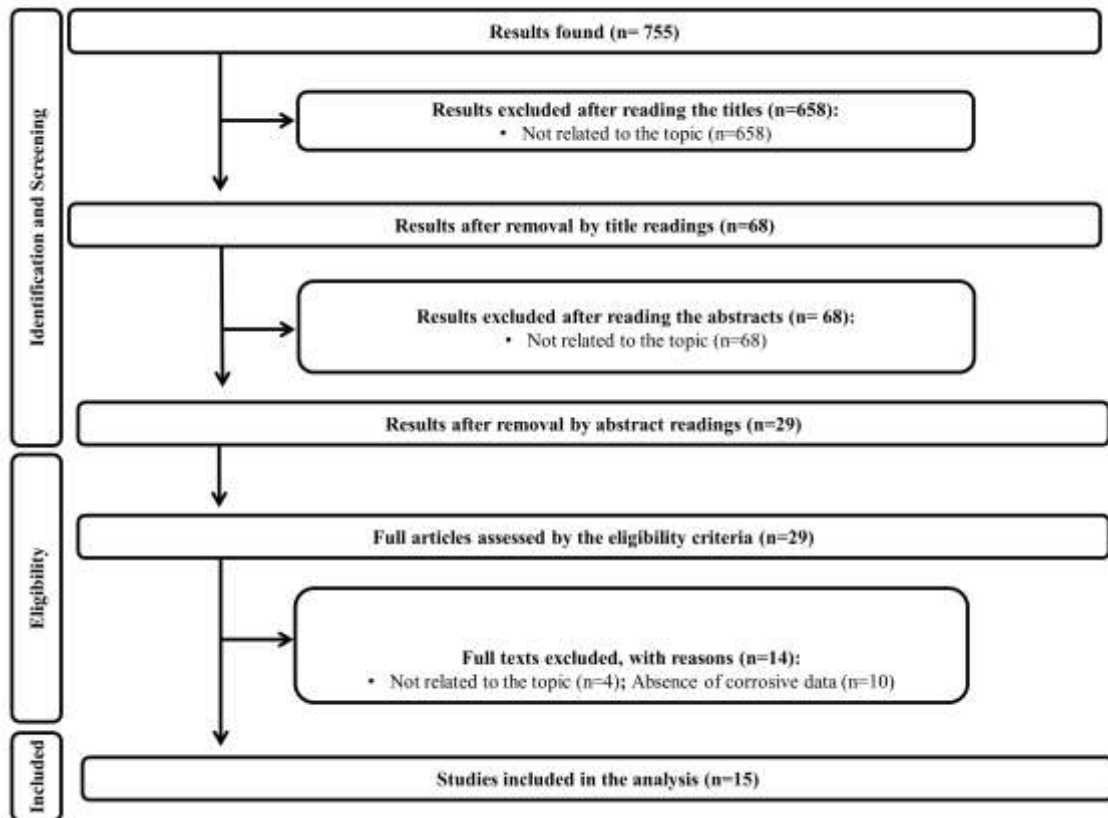 Identification and Screening
Results found (n= 755)
Results excluded after reading the titles (n=658):
• Not related to the topic (n=658)
Results after removal by title readings (n=68)
Results excluded after reading the abstracts (n= 68):
• Not related to the topic (n=68)
Results after removal by abstract readings (n=29)
Eligibility
Full articles assessed by the eligibility criteria (n=29)
Full texts excluded, with reasons (n=14):
• Not related to the topic (n=4); Absence of corrosive data (n=10)
Included
Studies included in the analysis (n=15)